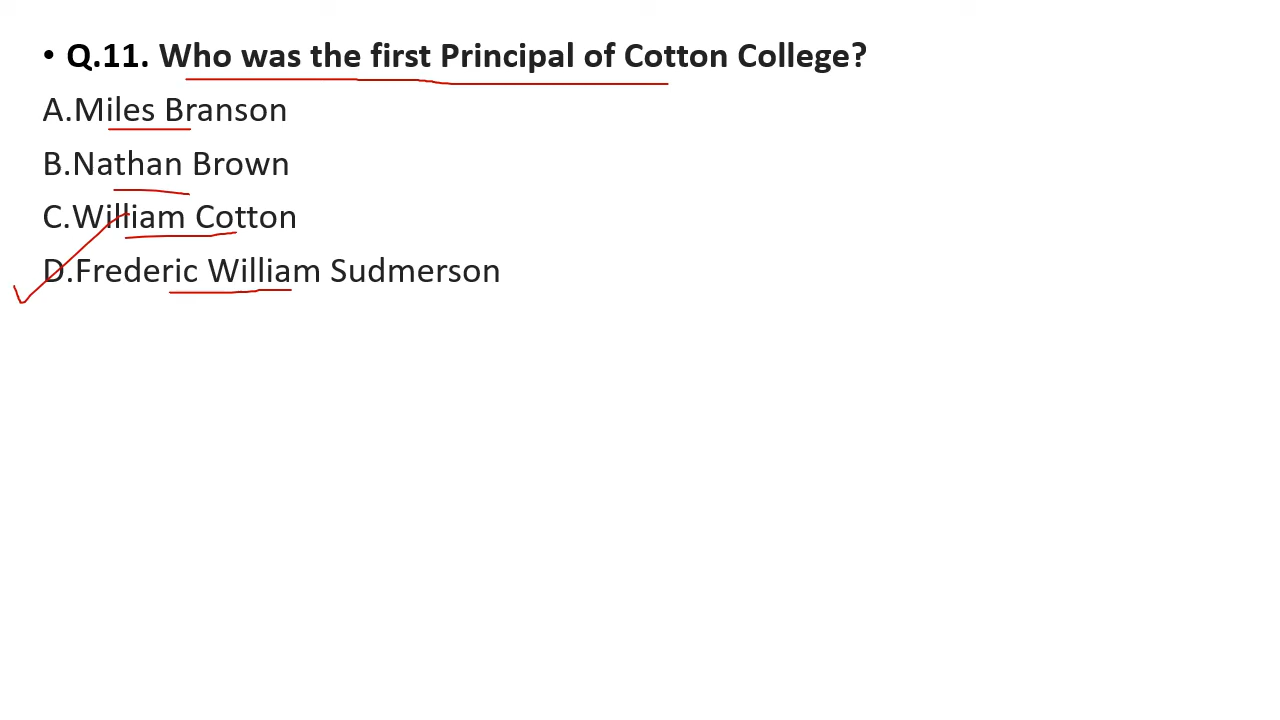 • Q.11. Who was the first Principal of Cotton College?
A.Miles Branson
B.Nathan Brown
C.William Cotton
D.Frederic William Sudmerson